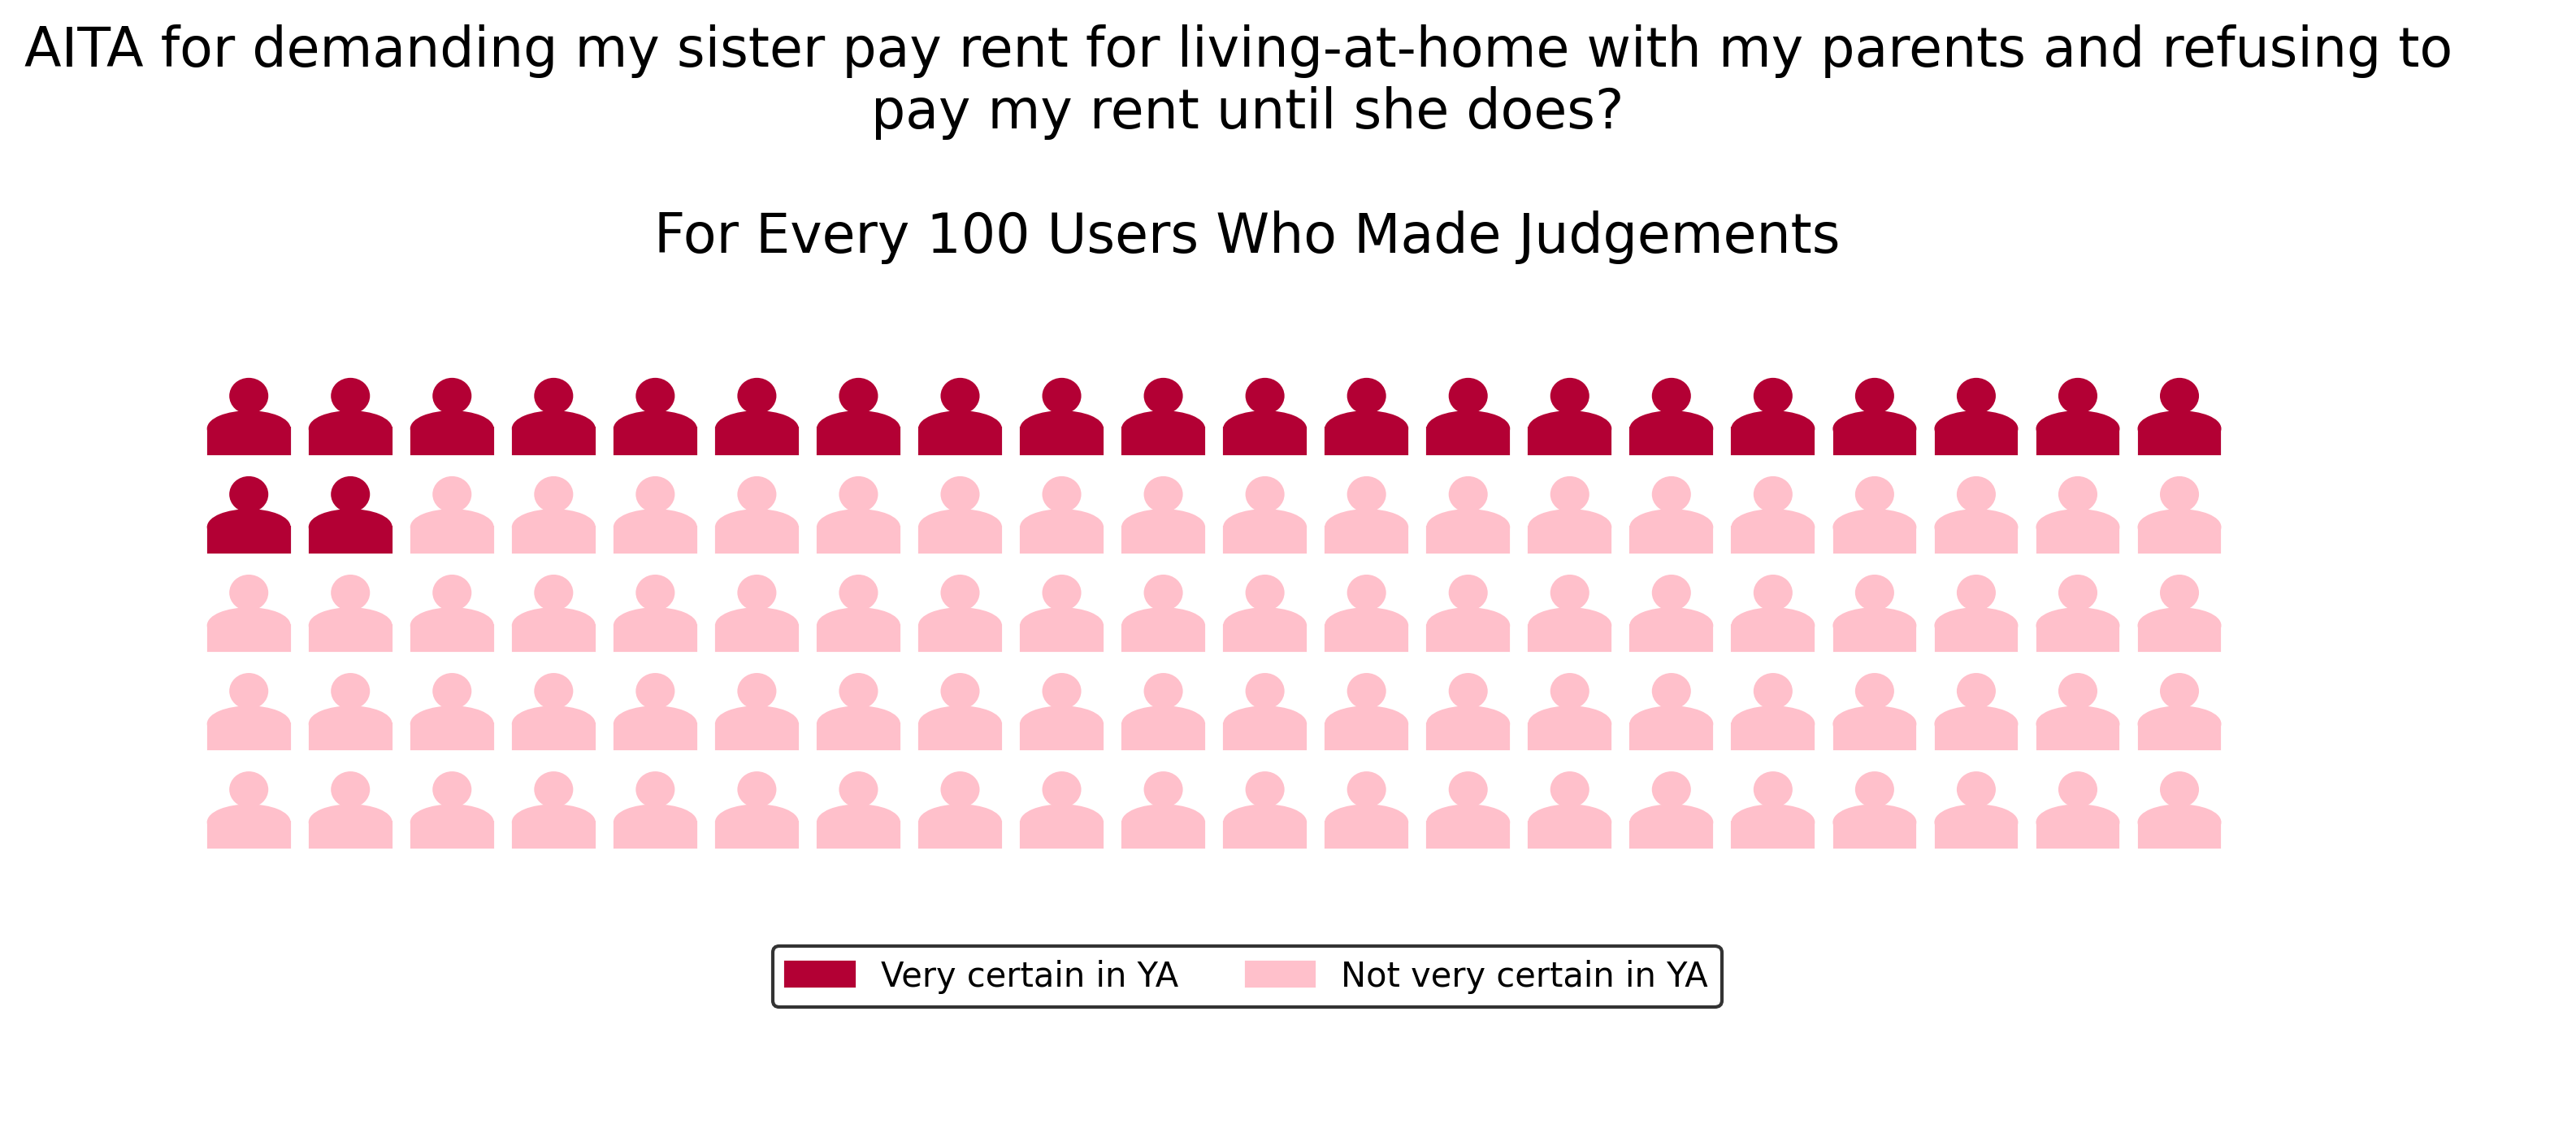 AITA for demanding my sister pay rent for living-at-home with my parents and refusing to
pay my rent until she does?
For Every 100 Users Who Made Judgements
Very certain in YA
Not very certain in YA